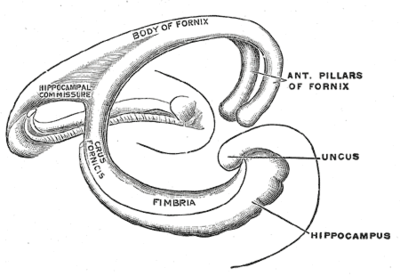 BODY OF FORNIX
ANT. PILLARS
OF FORNIX
HIPPOCAMPAL
COMMISSURE
CRUS
FORNICIS
UNCUS
FIMBRIA
HIPPOCAMPUS